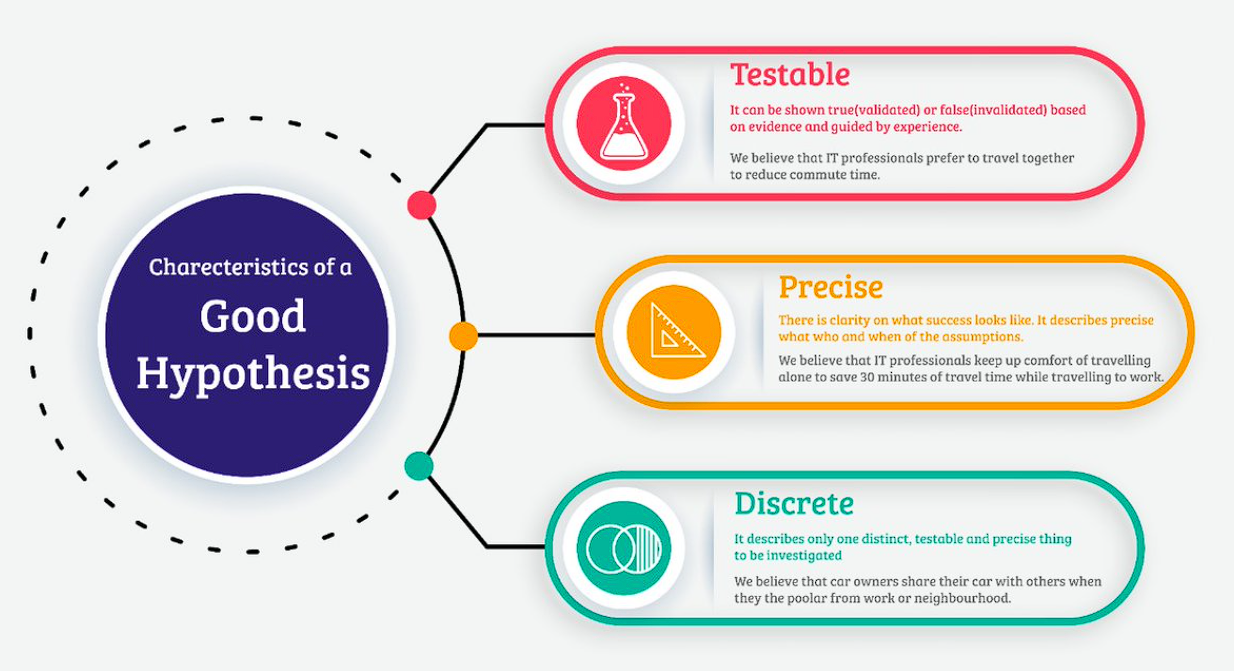 Charecteristics of a
Good
Hypothesis
Testable
It can be shown true(validated) or false(invalidated) based
on evidence and guided by experience.
We believe that IT professionals prefer to travel together
to reduce commute time.
Precise
There is clarity on what success looks like. It describes precise
what who and when of the assumptions.
We believe that IT professionals keep up comfort of travelling
alone to save 30 minutes of travel time while travelling to work.
Discrete
It describes only one distinct, testable and precise thing
to be investigated
We believe that car owners share their car with others when
they the poolar from work or neighbourhood.